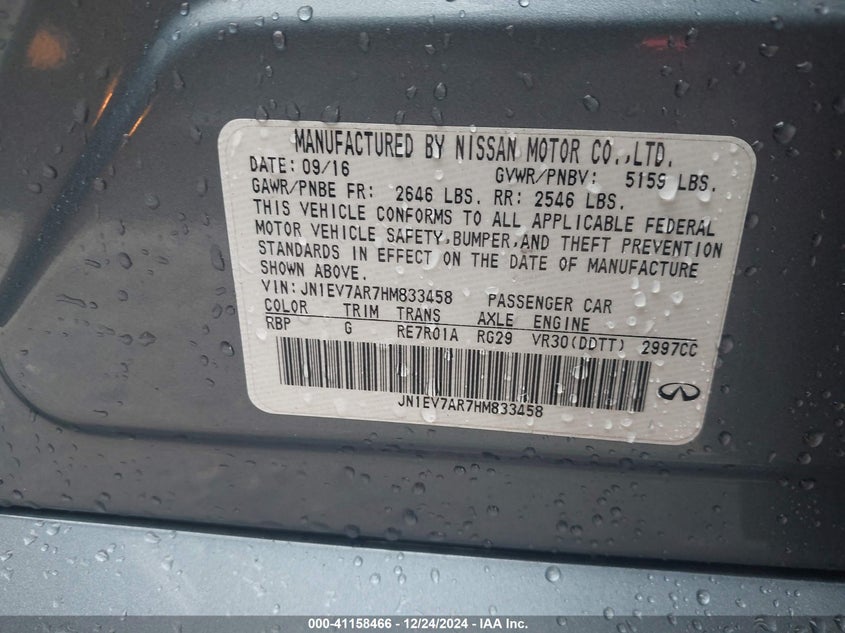 MANUFACTURED BY NISSAN MOTOR CO.,LTD.
DATE: 09/16 GVWR/PNBV: 5159 LBS.
GAWR/PNBE FR: 2646 LBS. RR: 2546 LBS.
THIS VEHICLE CONFORMS TO ALL APPLICABLE FEDERAL
MOTOR VEHICLE SAFETY,BUMPER,AND THEFT PREVENTION
STANDARDS IN EFFECT ON THE DATE OF MANUFACTURE
SHOWN ABOVE.
VIN: JN1EV7AR7HM833458 PASSENGER CAR
COLOR TRIM TRANS AXLE ENGINE
RBP G RE7R01A RG29 VR30(DDTT) 2997CC
JN1EV7AR7HM833458
000-41158466 - 12/24/2024 - IAA Inc.